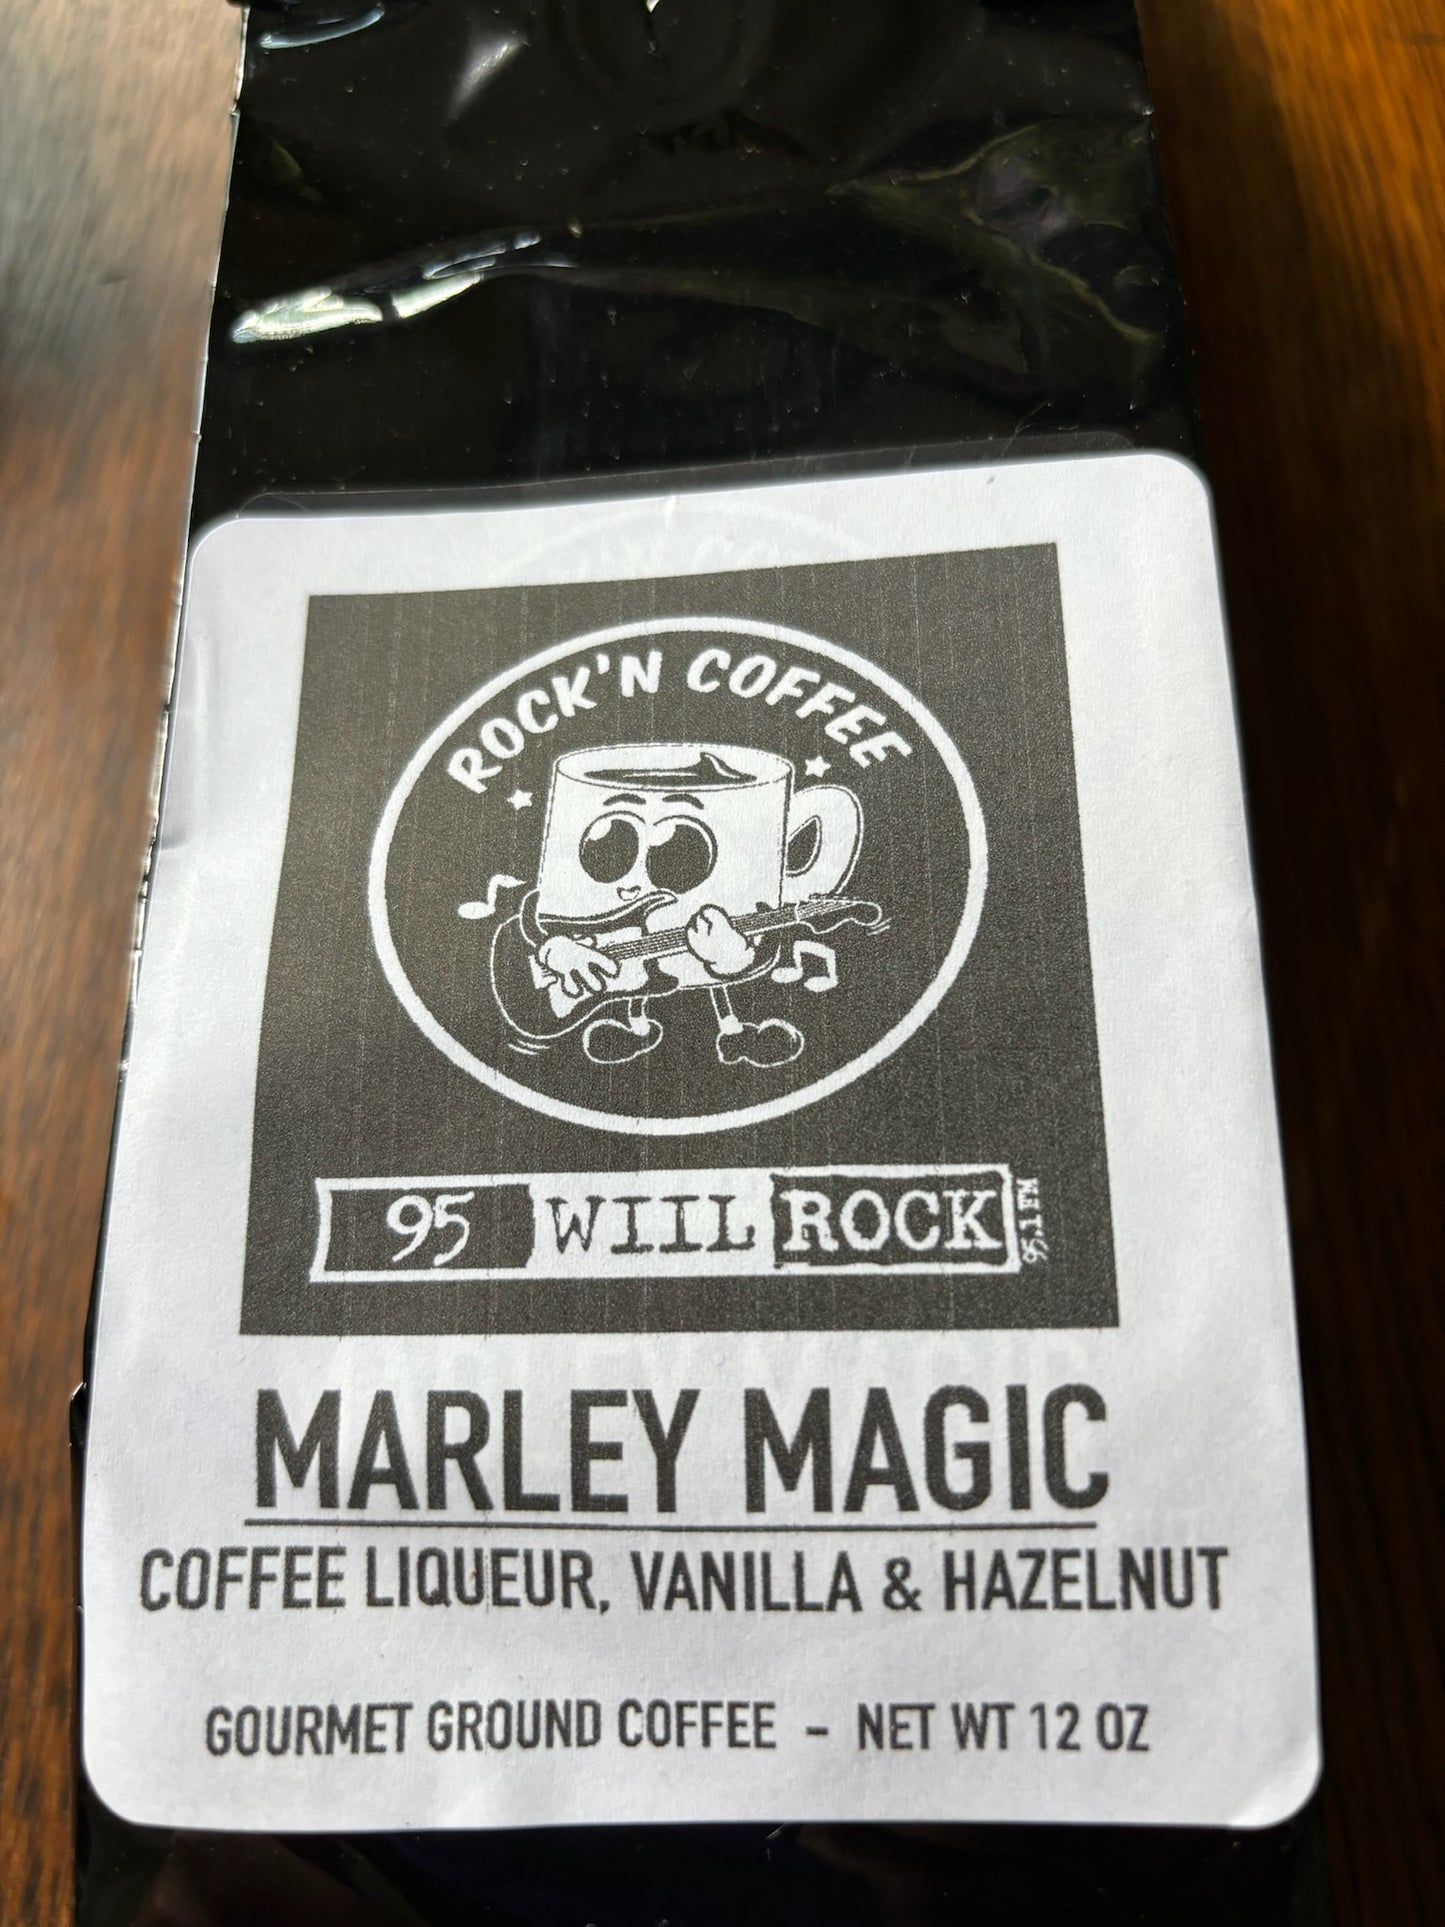 ROCK'N COFFEE
95 WIIL ROCK 95.1 FM
MARLEY MAGIC
COFFEE LIQUEUR, VANILLA & HAZELNUT
GOURMET GROUND COFFEE - NET WT 12 OZ